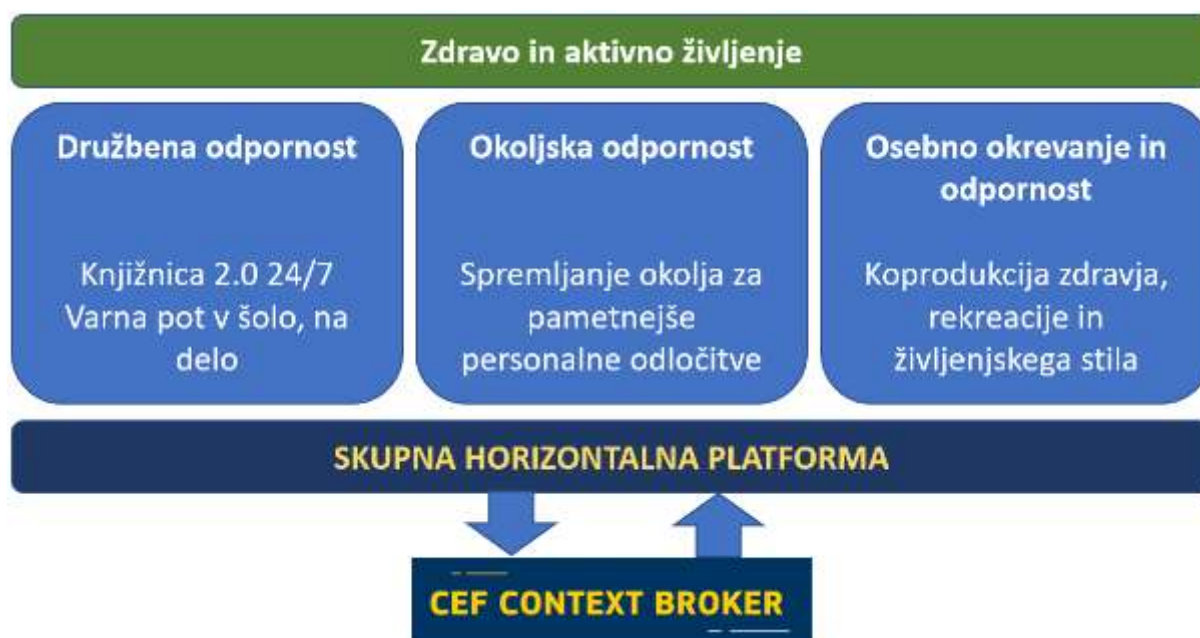 Zdravo in aktivno življenje
Družbena odpornost
Knjižnica 2.0 24/7
Varna pot v šolo, na
delo
Okoljska odpornost
Spremljanje okolja za
pametnejše
personalne odločitve
Osebno okrevanje in
odpornost
Koprodukcija zdravja,
rekreacije in
življenjskega stila
SKUPNA HORIZONTALNA PLATFORMA
CEF CONTEXT BROKER